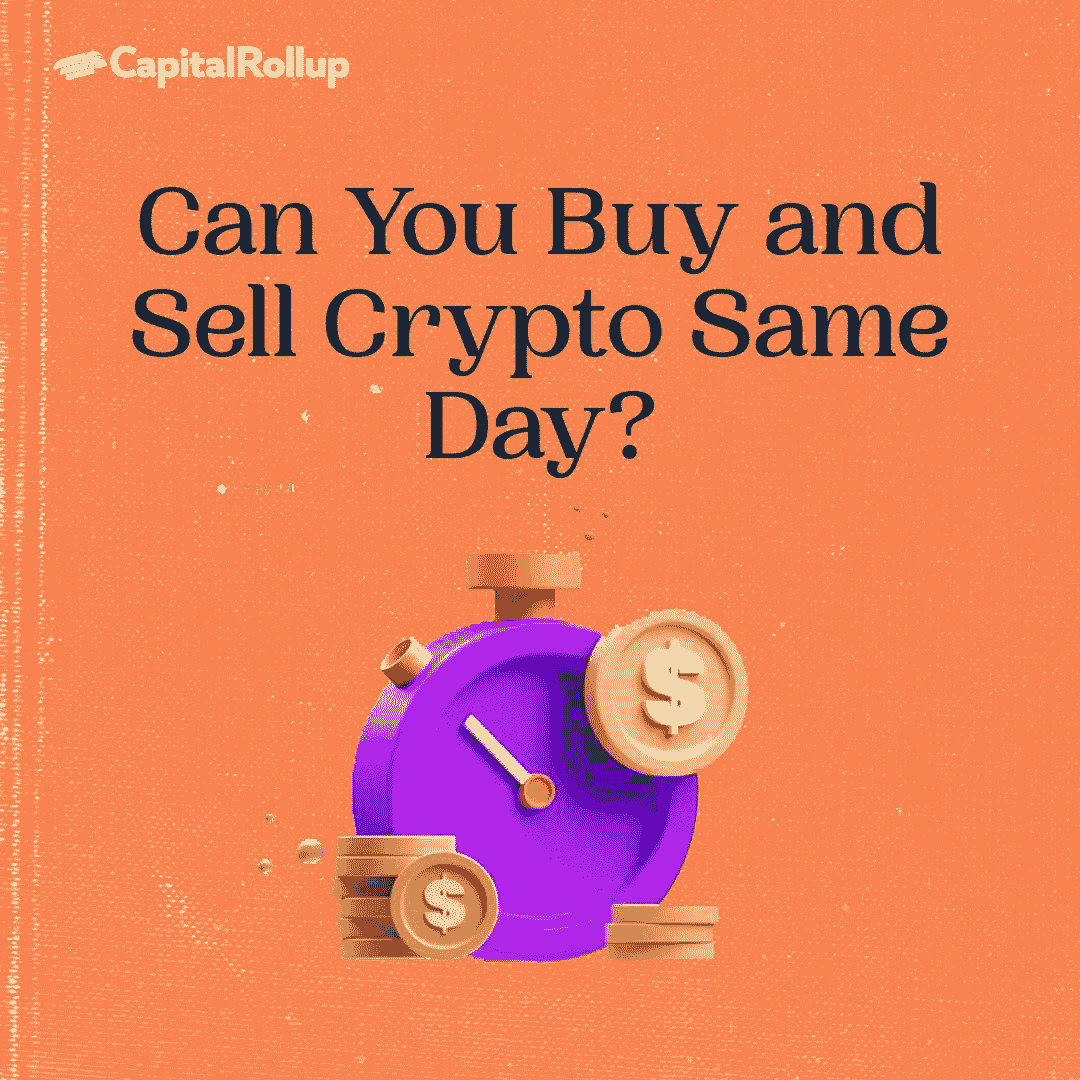 CapitalRollup
Can You Buy and
Sell Crypto Same
Day?
$
$